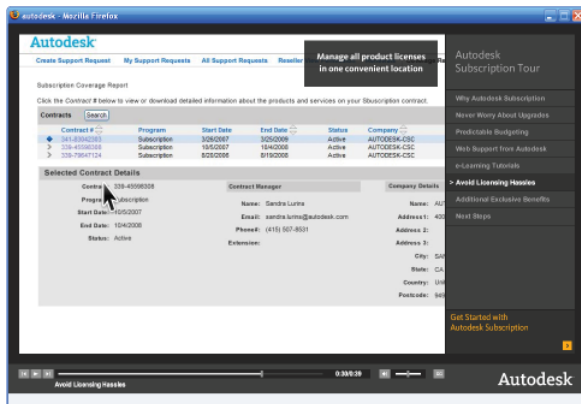 autodesk - Mozilla Firefox
Autodesk
Create Support Request My Support Requests All Support Requests Reseller
Manage all product licenses
in one convenient location
Autodesk
Subscription Tour
Subscription Coverage Report
Click the Contract # below to view or download detailed information about the products and services on your Sbuscription contract.
Contracts Search
Contract # Program Start Date End Date Status Company
341-83942365 Subscription 3/26/2007 3/25/2009 Active AUTODESK-CSC
339-45598308 Subscription 10/5/2007 10/4/2008 Active AUTODESK-CSC
339-79647124 Subscription 8/20/2006 8/19/2008 Active AUTODESK-CSC
Why Autodesk Subscription
Never Worry About Upgrades
Predictable Budgeting
Web Support from Autodesk
e-Learning Tutorials
> Avoid Licensing Hassles
Additional Exclusive Benefits
Next Steps
Selected Contract Details
339-45598308
Subscription
Start Date: 10/5/2007
End Date: 10/4/2008
Status: Active
Contract Manager
Name: Sandra Lurins
Email: sandra.lurins@autodesk.com
Phone#: (415) 507-8531
Extension:
Company Details
Name:
Address1:
Address 2:
Address 3:
City:
State: CA
Country:
Postcode:
Get Started with
Autodesk Subscription
0:30/0:39
Avoid Licensing Hassles
Autodesk